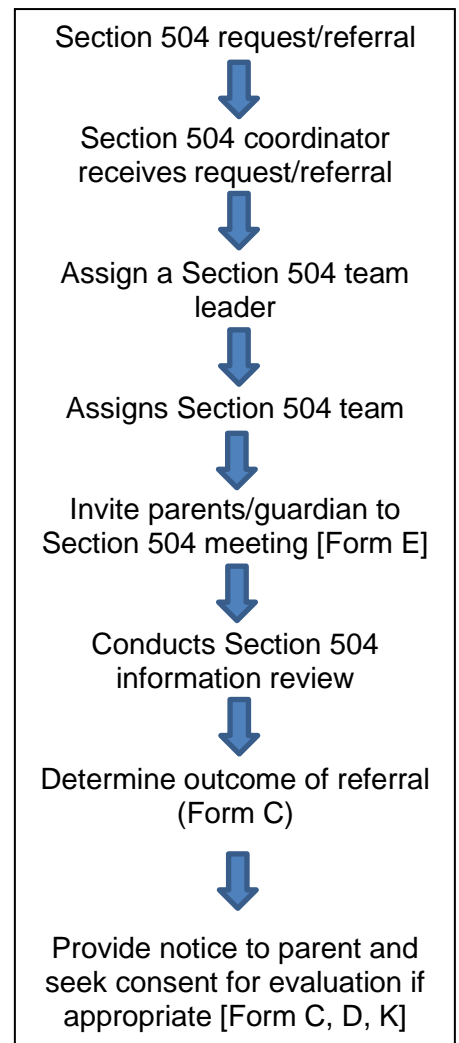 Section 504 request/referral
Section 504 coordinator
receives request/referral
Assign a Section 504 team
leader
Assigns Section 504 team
Invite parents/guardian to
Section 504 meeting [Form E]
Conducts Section 504
information review
Determine outcome of referral
(Form C)
Provide notice to parent and
seek consent for evaluation if
appropriate [Form C, D, K]